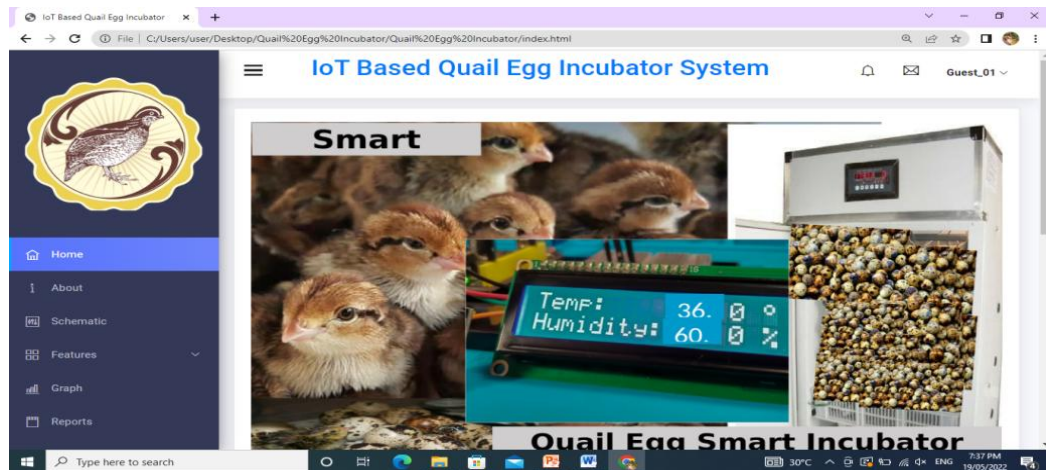 IoT Based Quail Egg Incubator
File | C:/Users/user/Desktop/Quail%20Egg%20Incubator/Quail%20Egg%20Incubator/index.html
IoT Based Quail Egg Incubator System
Guest_01
Smart
Temp: 36. 0 °
Humidity: 60. 0 %
Quail Egg Smart Incubator
Home
About
Schematic
Features
Graph
Reports
Type here to search
30°C
ENG
7:37 PM
19/05/2022